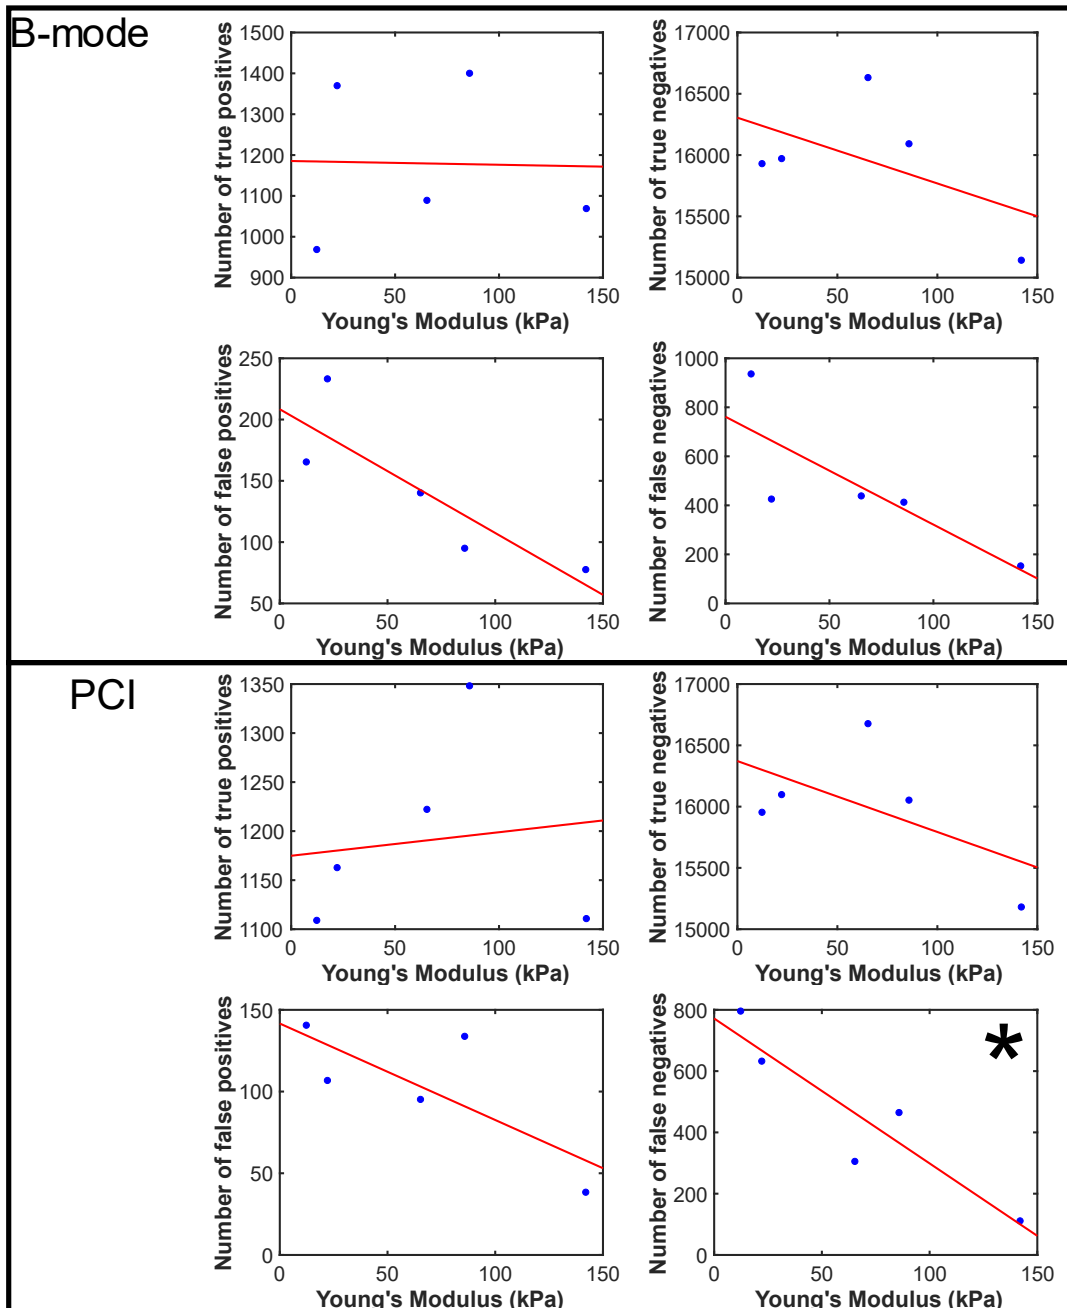 B-mode
Number of true positives
1500
1400
1300
1200
1100
1000
900
0 50 100 150
Young's Modulus (kPa)
Number of true negatives
17000
16500
16000
15500
15000
0 50 100 150
Young's Modulus (kPa)
Number of false positives
250
200
150
100
50
0 50 100 150
Young's Modulus (kPa)
Number of false negatives
1000
800
600
400
200
0
0 50 100 150
Young's Modulus (kPa)
PCI
Number of true positives
1350
1300
1250
1200
1150
1100
0 50 100 150
Young's Modulus (kPa)
Number of true negatives
17000
16500
16000
15500
15000
0 50 100 150
Young's Modulus (kPa)
Number of false positives
150
100
50
0
0 50 100 150
Young's Modulus (kPa)
Number of false negatives
800
600
400
200
0
*
0 50 100 150
Young's Modulus (kPa)